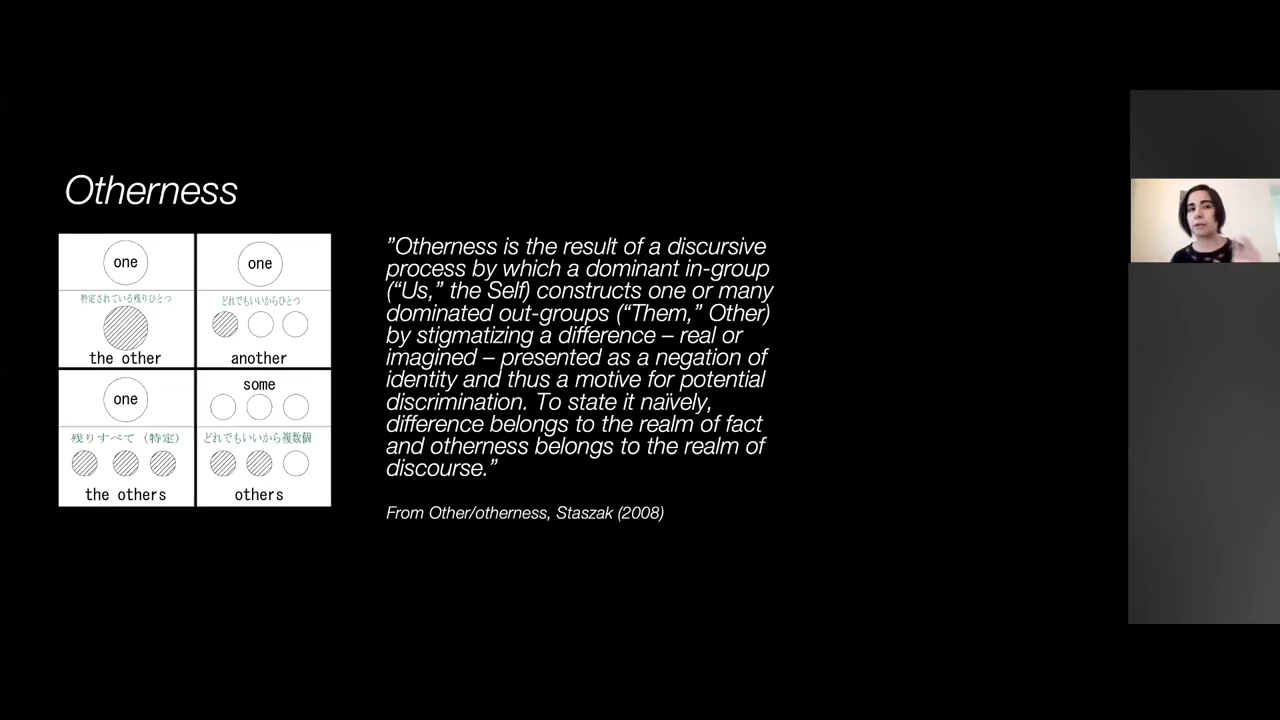 Otherness
one
特定されている残りひとつ
the other
one
どれでもいいからひとつ
another
one
残りすべて（特定）
the others
some
どれでもいいから複数個
others
”Otherness is the result of a discursive
process by which a dominant in-group
(“Us,” the Self) constructs one or many
dominated out-groups (“Them,” Other)
by stigmatizing a difference – real or
imagined – presented as a negation of
identity and thus a motive for potential
discrimination. To state it naïvely,
difference belongs to the realm of fact
and otherness belongs to the realm of
discourse.”
From Other/otherness, Staszak (2008)